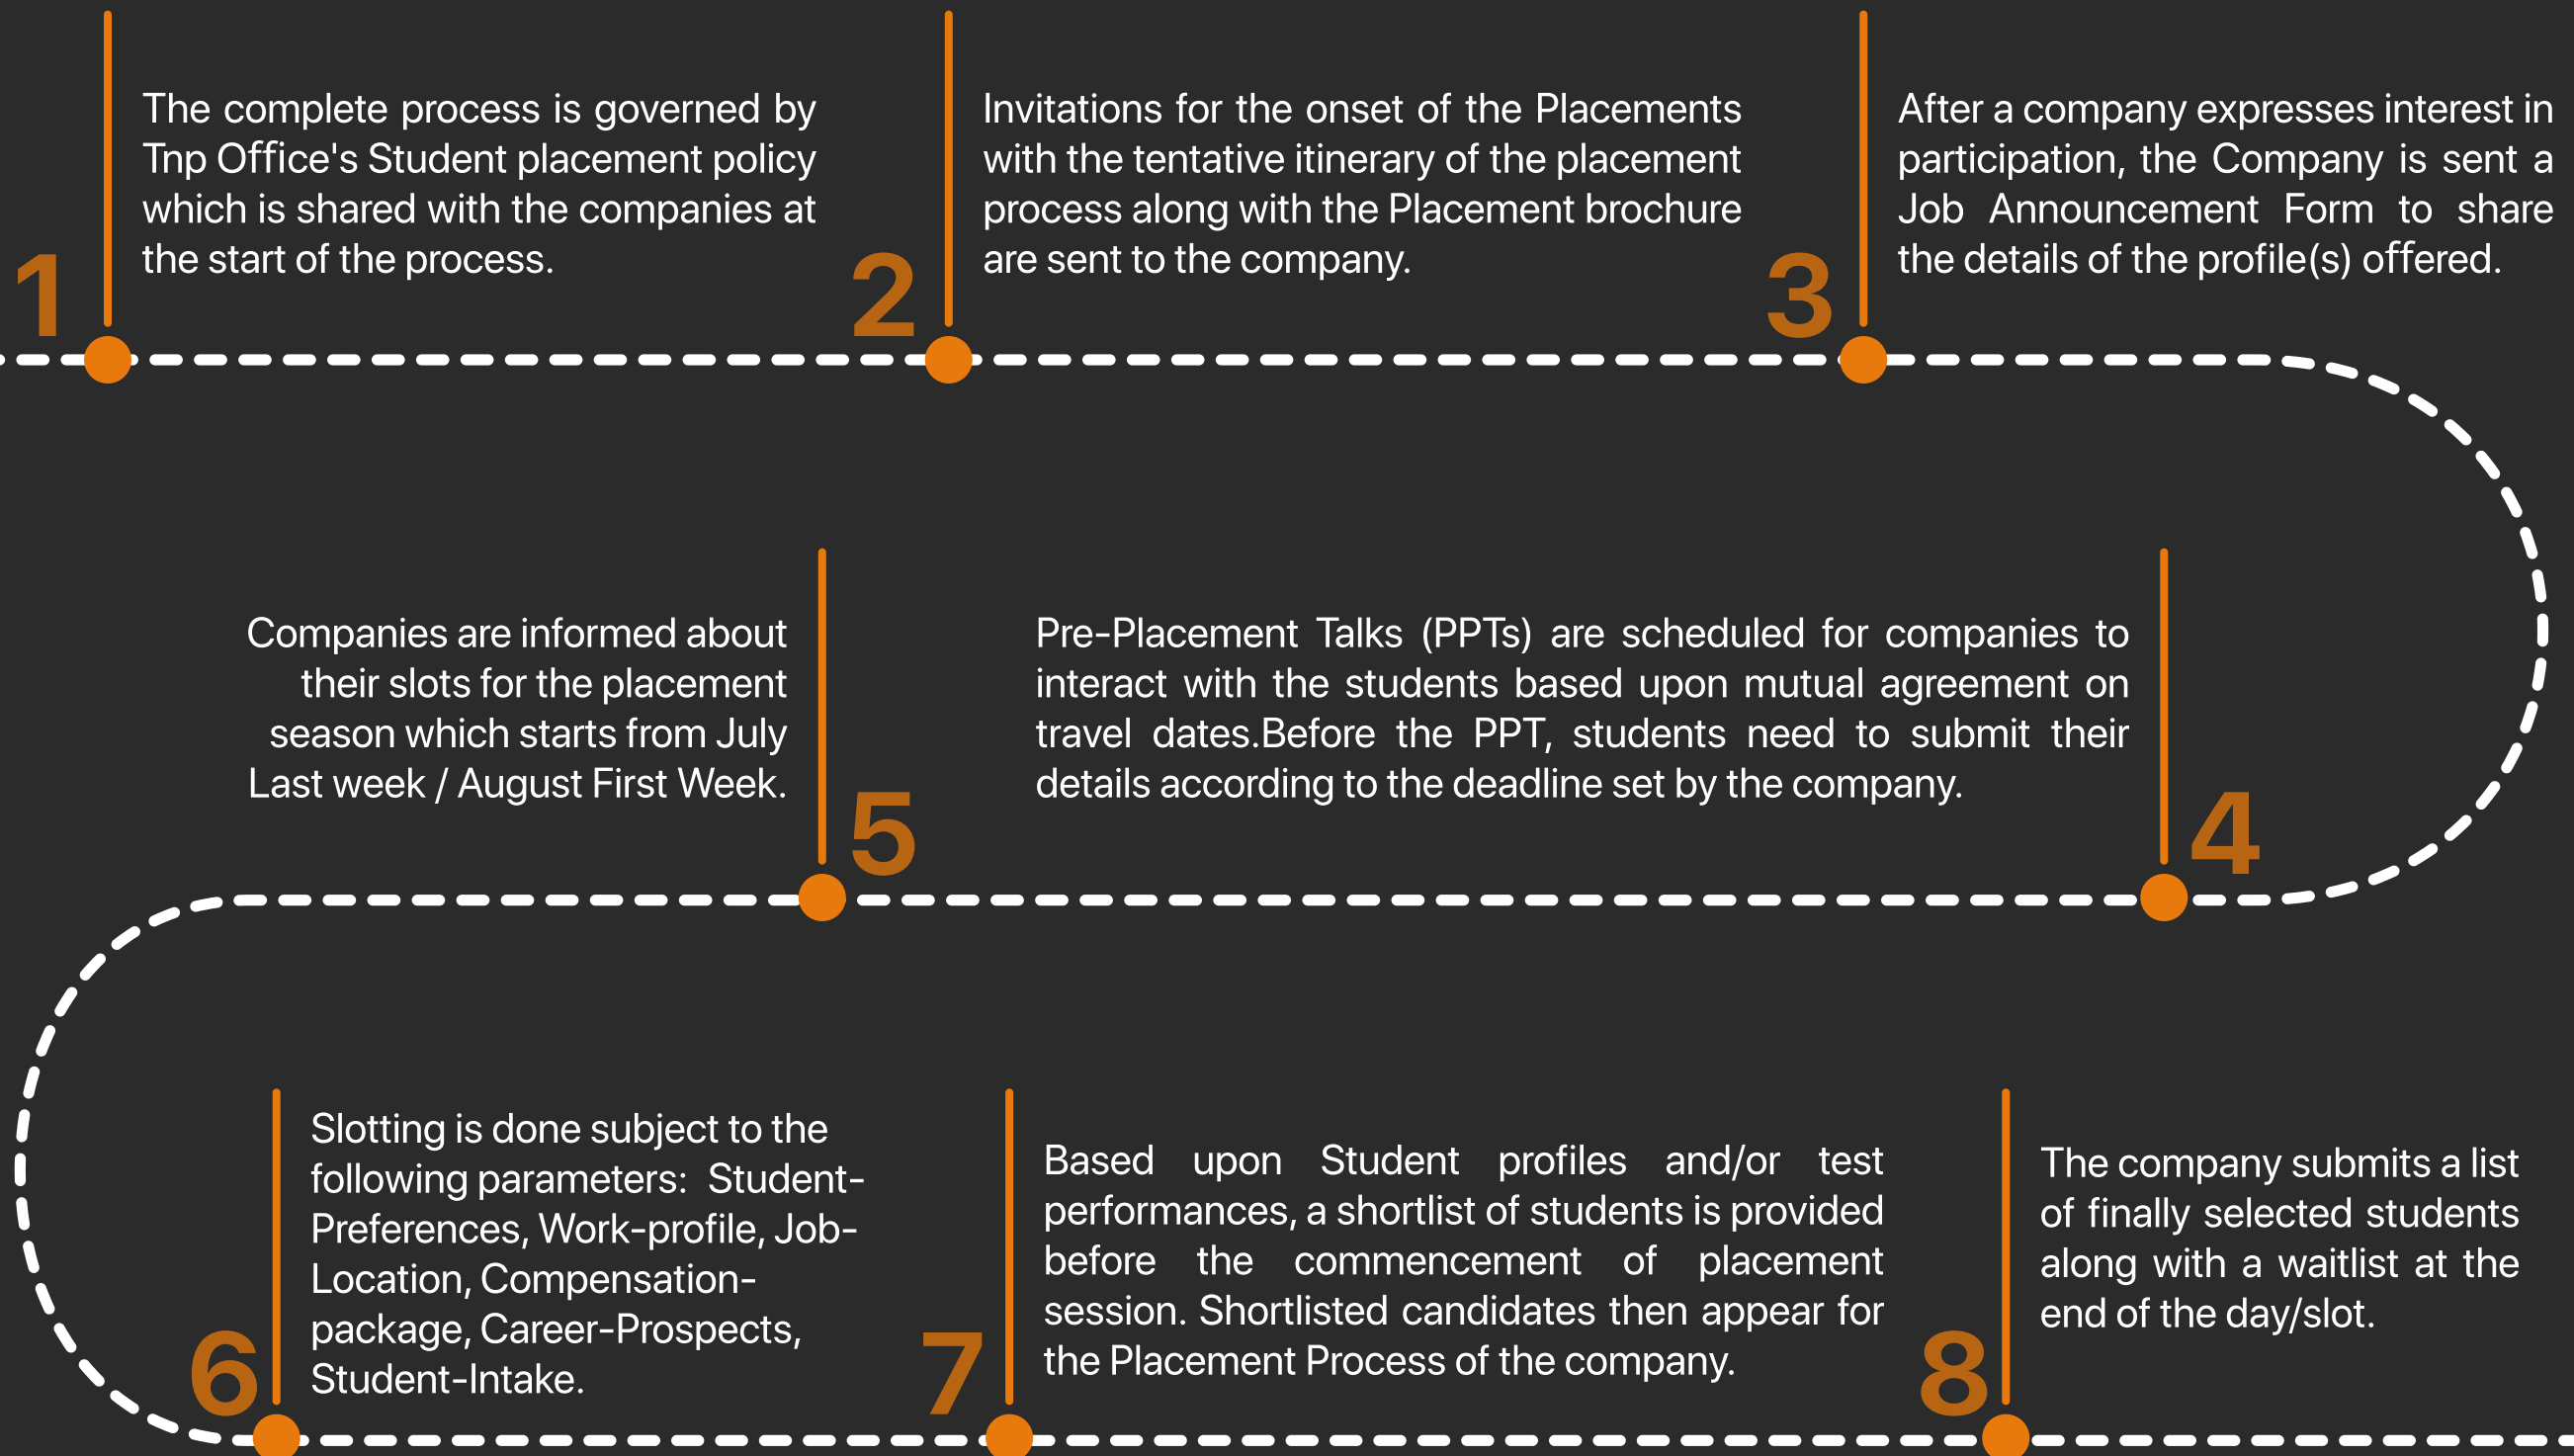 The complete process is governed by
Tnp Office's Student placement policy
which is shared with the companies at
the start of the process.
1
Invitations for the onset of the Placements
with the tentative itinerary of the placement
process along with the Placement brochure
are sent to the company.
2
After a company expresses interest in
participation, the Company is sent a
Job Announcement Form to share
the details of the profile(s) offered.
3
Pre-Placement Talks (PPTs) are scheduled for companies to
interact with the students based upon mutual agreement on
travel dates.Before the PPT, students need to submit their
details according to the deadline set by the company.
4
Companies are informed about
their slots for the placement
season which starts from July
Last week / August First Week.
5
Slotting is done subject to the
following parameters: Student-
Preferences, Work-profile, Job-
Location, Compensation-
package, Career-Prospects,
Student-Intake.
6
Based upon Student profiles and/or test
performances, a shortlist of students is provided
before the commencement of placement
session. Shortlisted candidates then appear for
the Placement Process of the company.
7
The company submits a list
of finally selected students
along with a waitlist at the
end of the day/slot.
8